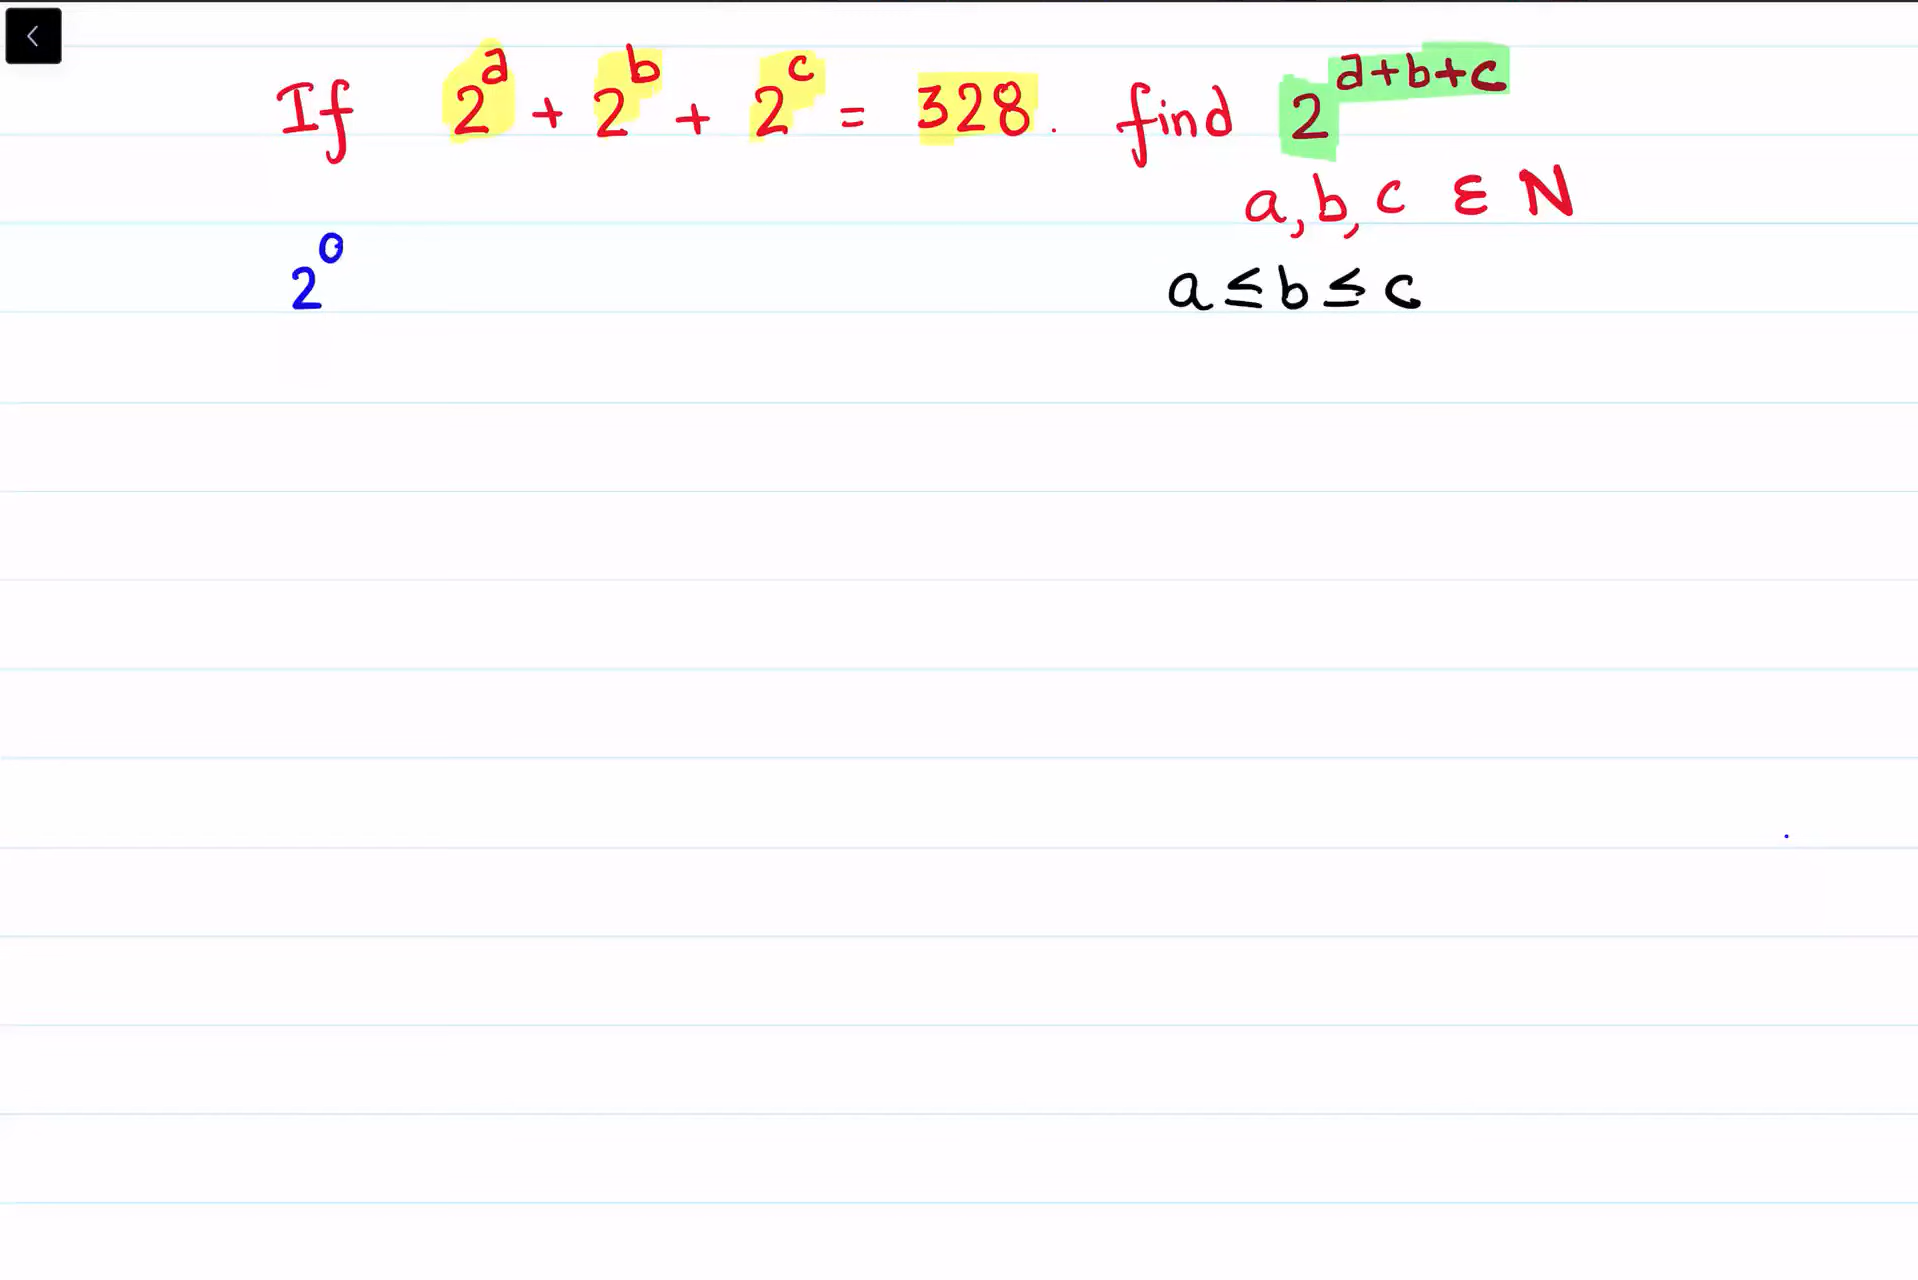 If 2^a + 2^b + 2^c = 328. find 2^(a+b+c)
a, b, c ε N
2^0 a ≤ b ≤ c